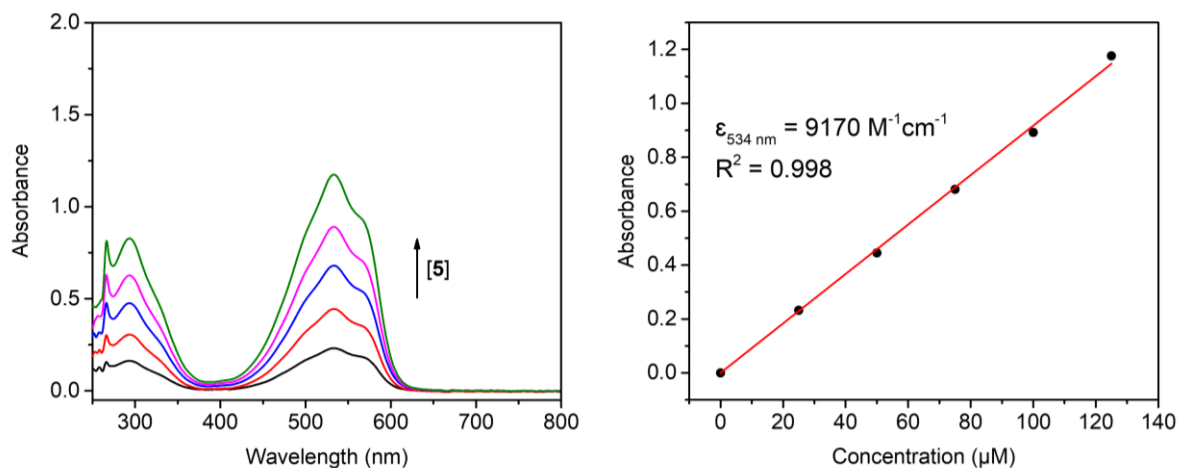 2.0
1.5
1.0
0.5
0.0
Absorbance
300 400 500 600 700 800
Wavelength (nm)
[5]
1.2
1.0
0.8
0.6
0.4
0.2
0.0
Absorbance
ε534 nm = 9170 M-1cm-1
R2 = 0.998
0 20 40 60 80 100 120 140
Concentration (µM)